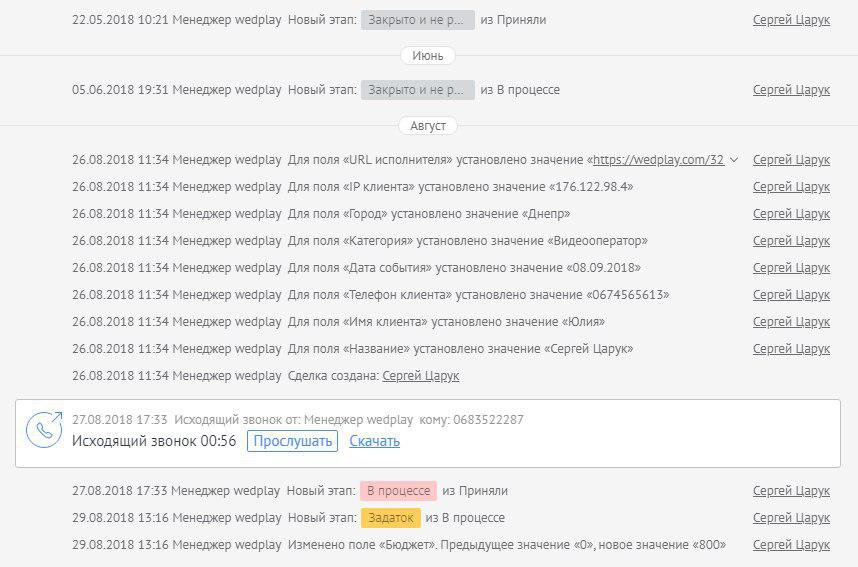 22.05.2018 10:21 Менеджер wedplay Новый этап: Закрыто и не р... из Приняли Сергей Царук
Июнь
05.06.2018 19:31 Менеджер wedplay Новый этап: Закрыто и не р... из В процессе Сергей Царук
Август
26.08.2018 11:34 Менеджер wedplay Для поля «URL исполнителя» установлено значение «https://wedplay.com/32 Сергей Царук
26.08.2018 11:34 Менеджер wedplay Для поля «IP клиента» установлено значение «176.122.98.4» Сергей Царук
26.08.2018 11:34 Менеджер wedplay Для поля «Город» установлено значение «Днепр» Сергей Царук
26.08.2018 11:34 Менеджер wedplay Для поля «Категория» установлено значение «Видеооператор» Сергей Царук
26.08.2018 11:34 Менеджер wedplay Для поля «Дата события» установлено значение «08.09.2018» Сергей Царук
26.08.2018 11:34 Менеджер wedplay Для поля «Телефон клиента» установлено значение «0674565613» Сергей Царук
26.08.2018 11:34 Менеджер wedplay Для поля «Имя клиента» установлено значение «Юлия» Сергей Царук
26.08.2018 11:34 Менеджер wedplay Для поля «Название» установлено значение «Сергей Царук» Сергей Царук
26.08.2018 11:34 Менеджер wedplay Сделка создана: Сергей Царук
27.08.2018 17:33 Исходящий звонок от: Менеджер wedplay кому: 0683522287
Исходящий звонок 00:56 Прослушать Скачать
27.08.2018 17:33 Менеджер wedplay Новый этап: В процессе из Приняли Сергей Царук
29.08.2018 13:16 Менеджер wedplay Новый этап: Задаток из В процессе Сергей Царук
29.08.2018 13:16 Менеджер wedplay Изменено поле «Бюджет». Предыдущее значение «0», новое значение «800» Сергей Царук